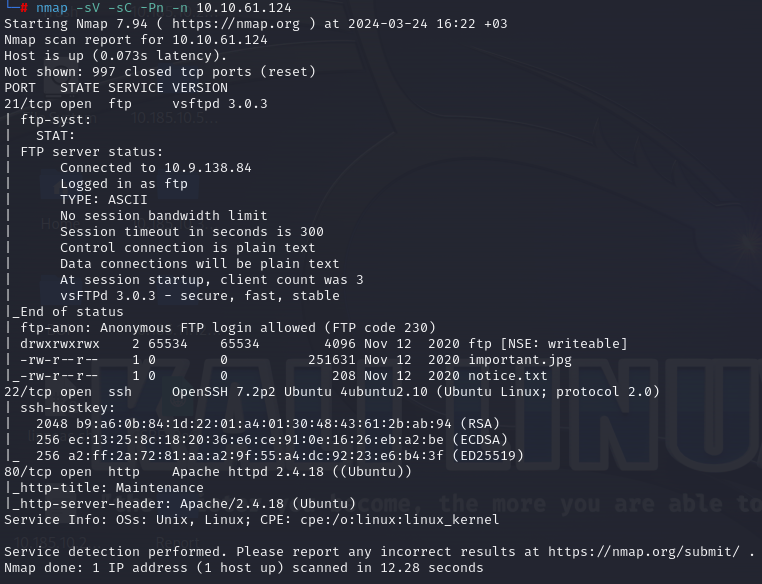 └─# nmap -sV -sC -Pn -n 10.10.61.124
Starting Nmap 7.94 ( https://nmap.org ) at 2024-03-24 16:22 +03
Nmap scan report for 10.10.61.124
Host is up (0.073s latency).
Not shown: 997 closed tcp ports (reset)
PORT   STATE SERVICE VERSION
21/tcp open  ftp     vsftpd 3.0.3
| ftp-syst:
|   STAT:
| FTP server status:
|      Connected to 10.9.138.84
|      Logged in as ftp
|      TYPE: ASCII
|      No session bandwidth limit
|      Session timeout in seconds is 300
|      Control connection is plain text
|      Data connections will be plain text
|      At session startup, client count was 3
|      vsFTPd 3.0.3 - secure, fast, stable
|_End of status
| ftp-anon: Anonymous FTP login allowed (FTP code 230)
| drwxrwxrwx    2 65534    65534        4096 Nov 12  2020 ftp [NSE: writeable]
| -rw-r--r--    1 0        0          251631 Nov 12  2020 important.jpg
|_-rw-r--r--    1 0        0             208 Nov 12  2020 notice.txt
22/tcp open  ssh     OpenSSH 7.2p2 Ubuntu 4ubuntu2.10 (Ubuntu Linux; protocol 2.0)
| ssh-hostkey:
|   2048 b9:a6:0b:84:1d:22:01:a4:01:30:48:43:61:2b:ab:94 (RSA)
|   256 ec:13:25:8c:18:20:36:e6:ce:91:0e:16:26:eb:a2:be (ECDSA)
|_  256 a2:ff:2a:72:81:aa:a2:9f:55:a4:dc:92:23:e6:b4:3f (ED25519)
80/tcp open  http    Apache httpd 2.4.18 ((Ubuntu))
|_http-title: Maintenance
|_http-server-header: Apache/2.4.18 (Ubuntu)
Service Info: OSs: Unix, Linux; CPE: cpe:/o:linux:linux_kernel
Service detection performed. Please report any incorrect results at https://nmap.org/submit/ .
Nmap done: 1 IP address (1 host up) scanned in 12.28 seconds